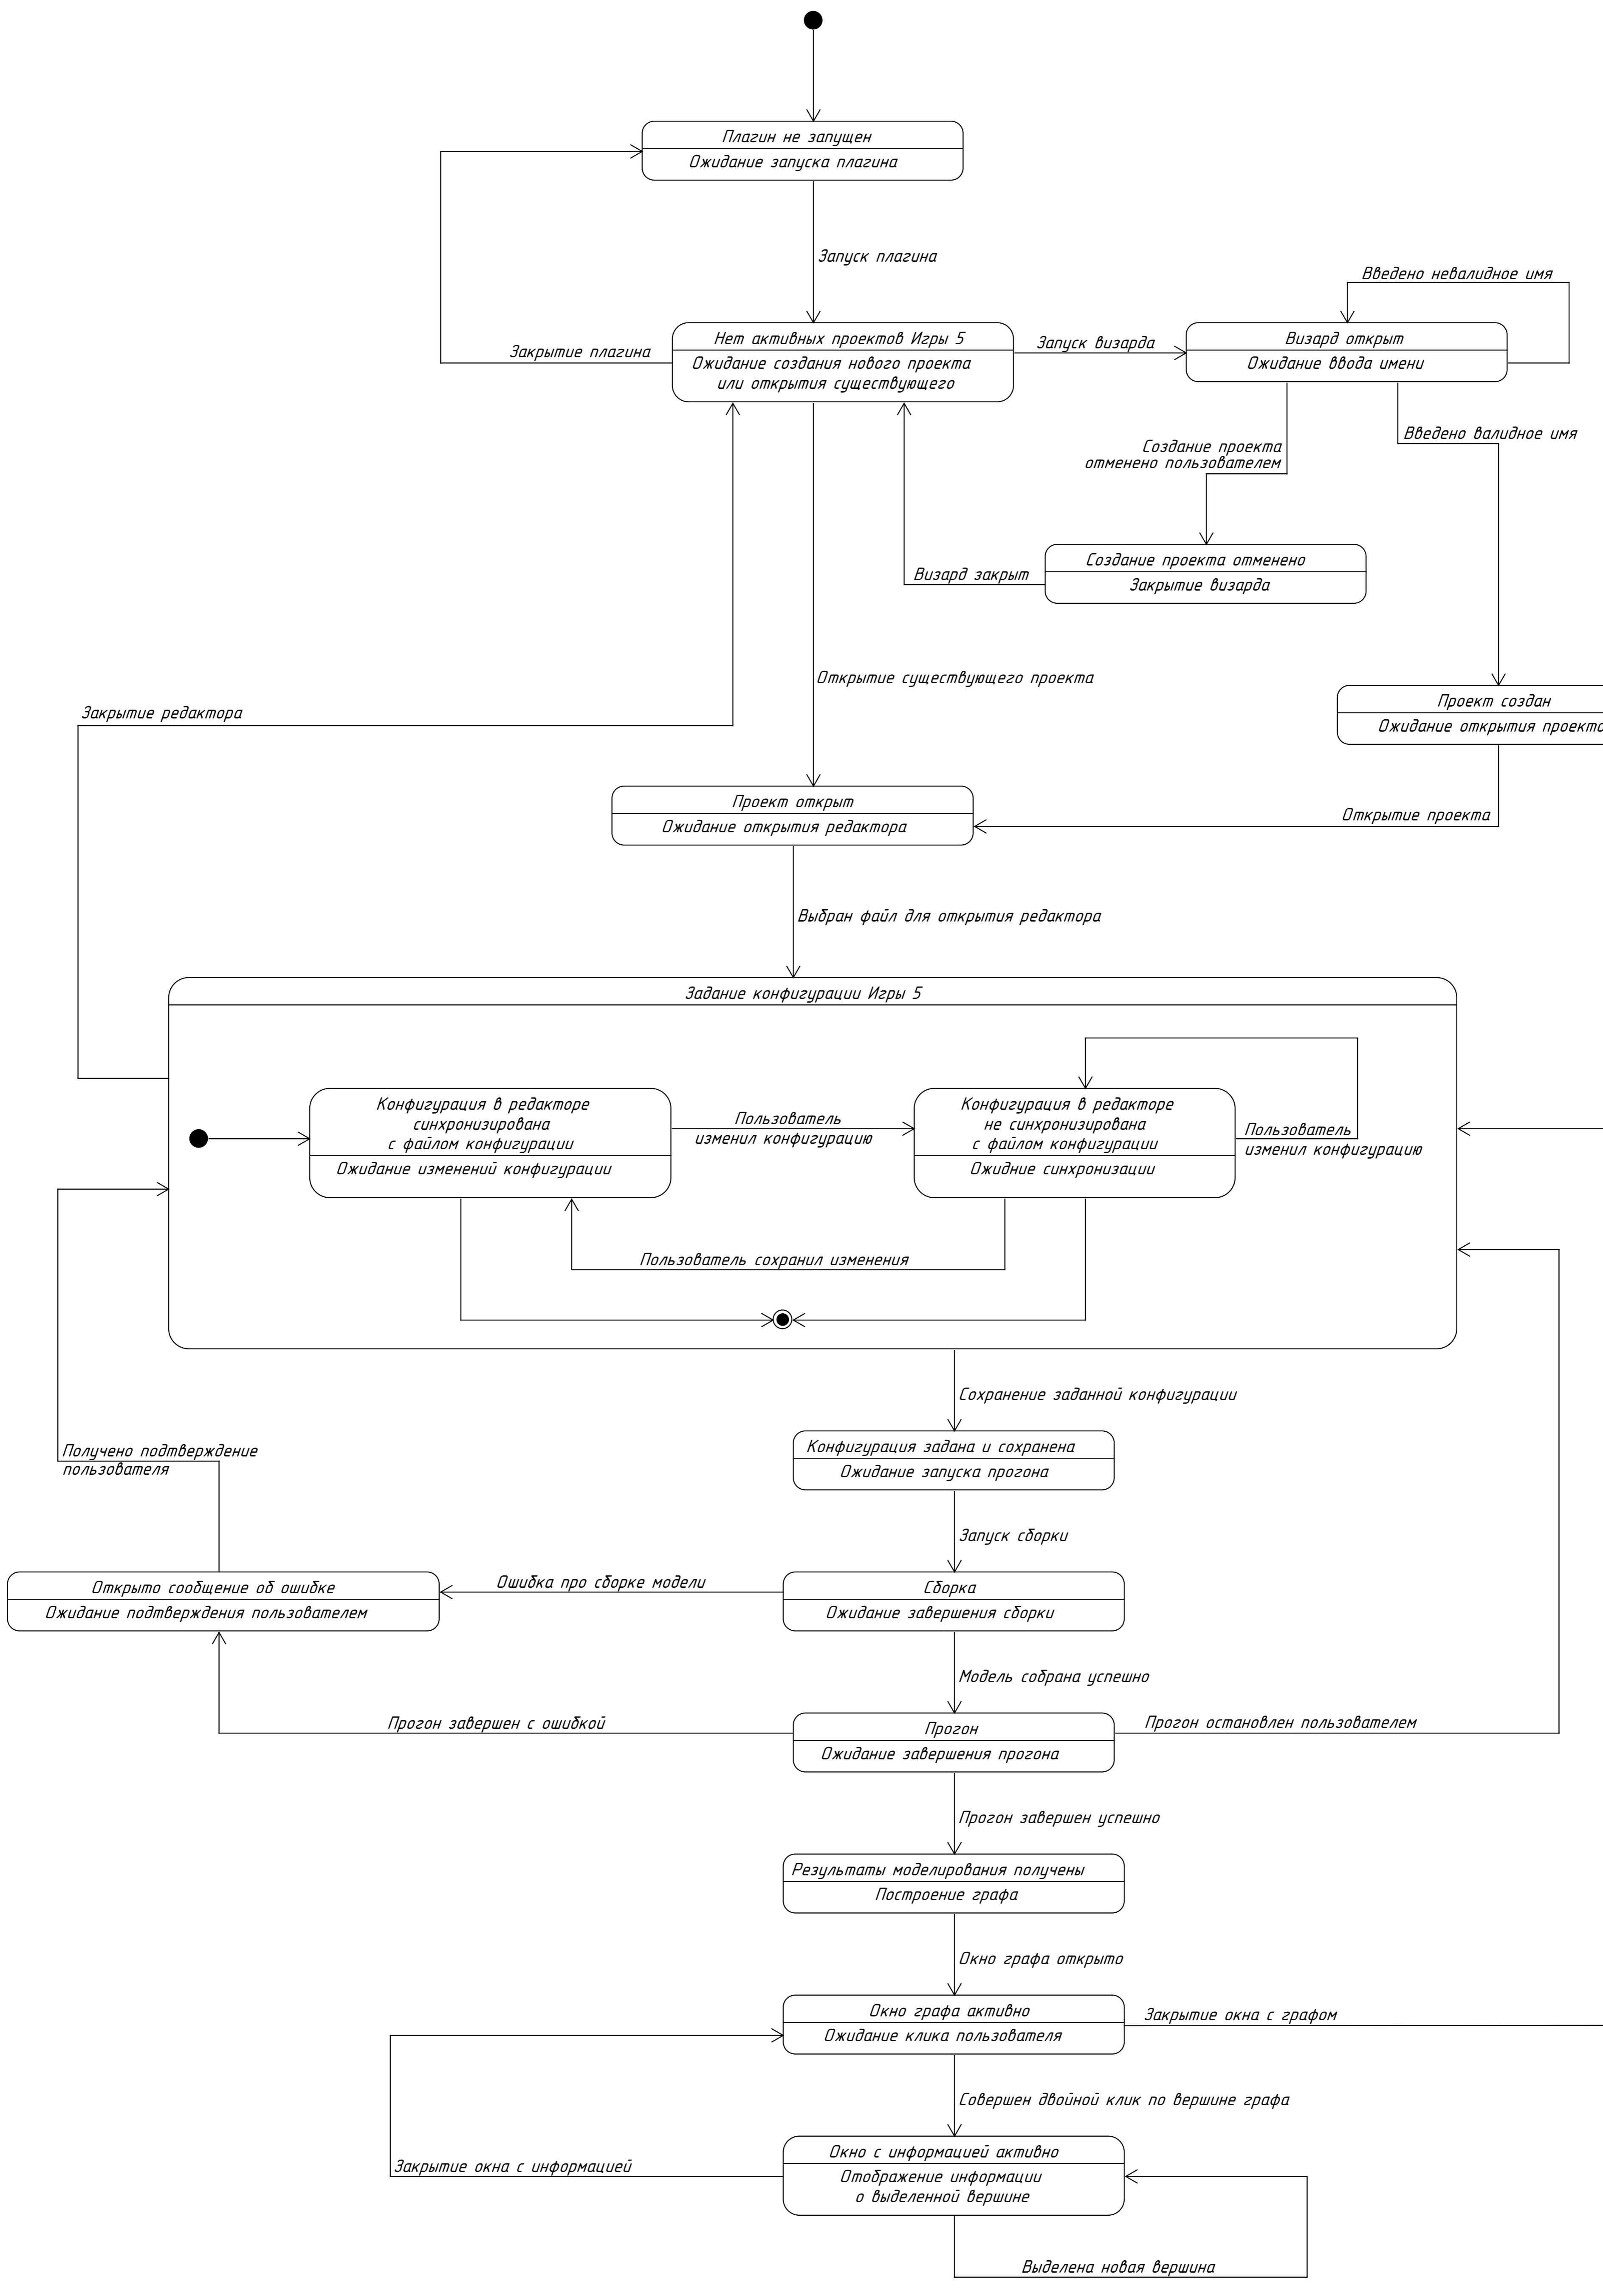 Плагин не запущен
Ожидание запуска плагина
Запуск плагина
Введено невалидное имя
Нет активных проектов Игры 5
Ожидание создания нового проекта
или открытия существующего
Закрытие плагина
Запуск визарда
Визард открыт
Ожидание ввода имени
Создание проекта
отменено пользователем
Введено валидное имя
Создание проекта отменено
Закрытие визарда
Визард закрыт
Открытие существующего проекта
Закрытие редактора
Проект создан
Ожидание открытия проекта
Проект открыт
Ожидание открытия редактора
Открытие проекта
Выбран файл для открытия редактора
Задание конфигурации Игры 5
Конфигурация в редакторе
синхронизирована
с файлом конфигурации
Ожидание изменений конфигурации
Пользователь
изменил конфигурацию
Конфигурация в редакторе
не синхронизирована
с файлом конфигурации
Ожидние синхронизации
Пользователь
изменил конфигурацию
Пользователь сохранил изменения
Сохранение заданной конфигурации
Конфигурация задана и сохранена
Ожидание запуска прогона
Получено подтверждение
пользователя
Запуск сборки
Открыто сообщение об ошибке
Ожидание подтверждения пользователем
Ошибка про сборке модели
Сборка
Ожидание завершения сборки
Модель собрана успешно
Прогон завершен с ошибкой
Прогон
Ожидание завершения прогона
Прогон остановлен пользователем
Прогон завершен успешно
Результаты моделирования получены
Построение графа
Окно графа открыто
Окно графа активно
Ожидание клика пользователя
Закрытие окна с графом
Совершен двойной клик по вершине графа
Окно с информацией активно
Отображение информации
о выделенной вершине
Закрытие окна с информацией
Выделена новая вершина